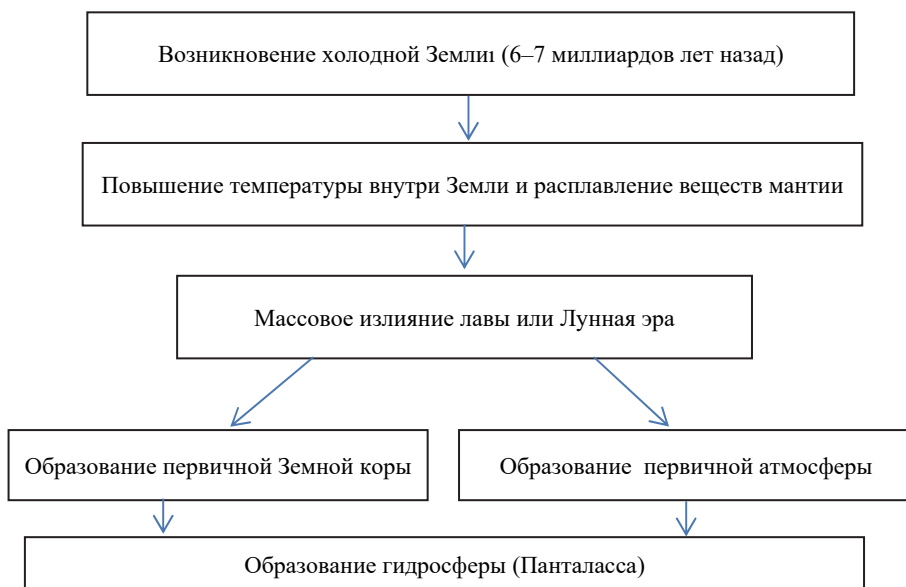 Возникновение холодной Земли (6–7 миллиардов лет назад)
Повышение температуры внутри Земли и расплавление веществ мантии
Массовое излияние лавы или Лунная эра
Образование первичной Земной коры
Образование первичной атмосферы
Образование гидросферы (Панталасса)